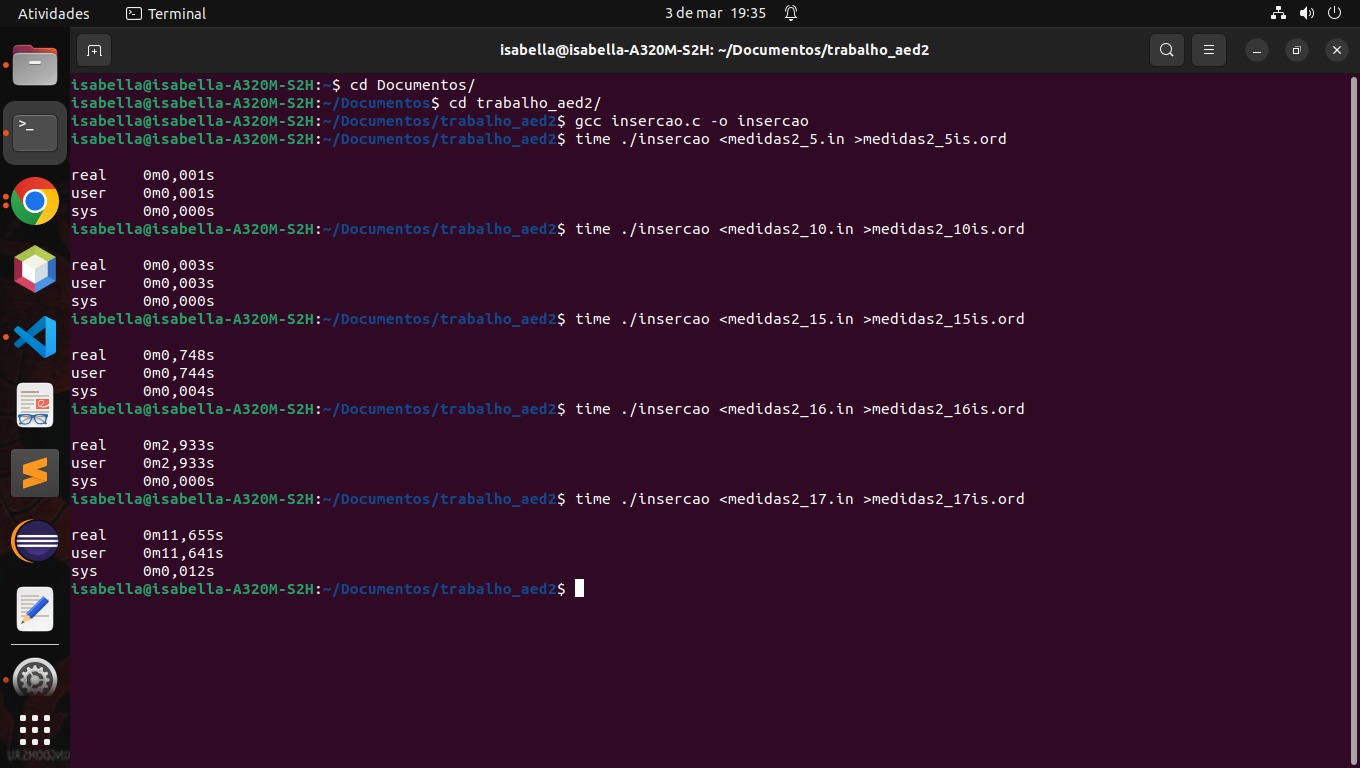 Atividades Terminal 3 de mar 19:35
isabella@isabella-A320M-S2H: ~/Documentos/trabalho_aed2
isabella@isabella-A320M-S2H:~$ cd Documentos/
isabella@isabella-A320M-S2H:~/Documentos$ cd trabalho_aed2/
isabella@isabella-A320M-S2H:~/Documentos/trabalho_aed2$ gcc insercao.c -o insercao
isabella@isabella-A320M-S2H:~/Documentos/trabalho_aed2$ time ./insercao <medidas2_5.in >medidas2_5is.ord
real 0m0,001s
user 0m0,001s
sys 0m0,000s
isabella@isabella-A320M-S2H:~/Documentos/trabalho_aed2$ time ./insercao <medidas2_10.in >medidas2_10is.ord
real 0m0,003s
user 0m0,003s
sys 0m0,000s
isabella@isabella-A320M-S2H:~/Documentos/trabalho_aed2$ time ./insercao <medidas2_15.in >medidas2_15is.ord
real 0m0,748s
user 0m0,744s
sys 0m0,004s
isabella@isabella-A320M-S2H:~/Documentos/trabalho_aed2$ time ./insercao <medidas2_16.in >medidas2_16is.ord
real 0m2,933s
user 0m2,933s
sys 0m0,000s
isabella@isabella-A320M-S2H:~/Documentos/trabalho_aed2$ time ./insercao <medidas2_17.in >medidas2_17is.ord
real 0m11,655s
user 0m11,641s
sys 0m0,012s
isabella@isabella-A320M-S2H:~/Documentos/trabalho_aed2$